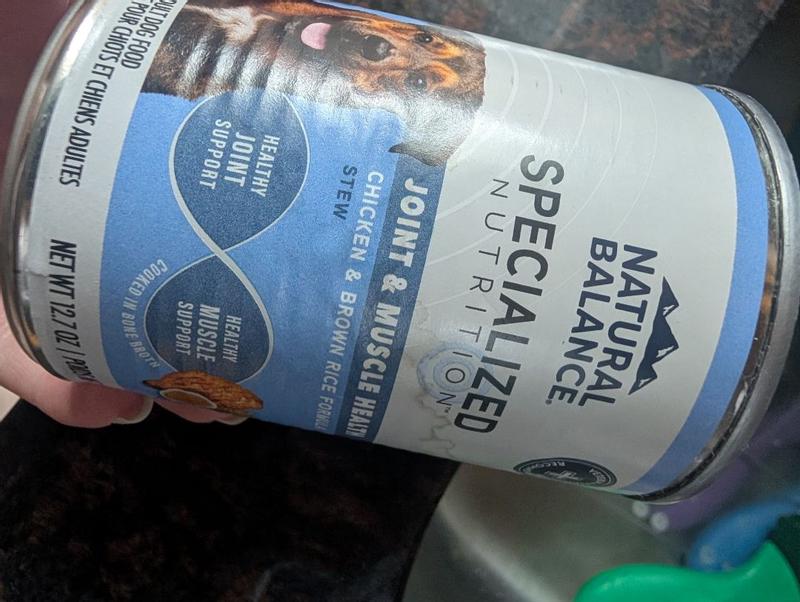 NATURAL
BALANCE®
SPECIALIZED
NUTRITION™
JOINT & MUSCLE HEALTH
CHICKEN & BROWN RICE FORMULA
STEW
HEALTHY
JOINT
SUPPORT
HEALTHY
MUSCLE
SUPPORT
COOKED IN BONE BROTH
DOG FOOD
POUR CHIOTS ET CHIENS ADULTES
NET WT 12.7 OZ